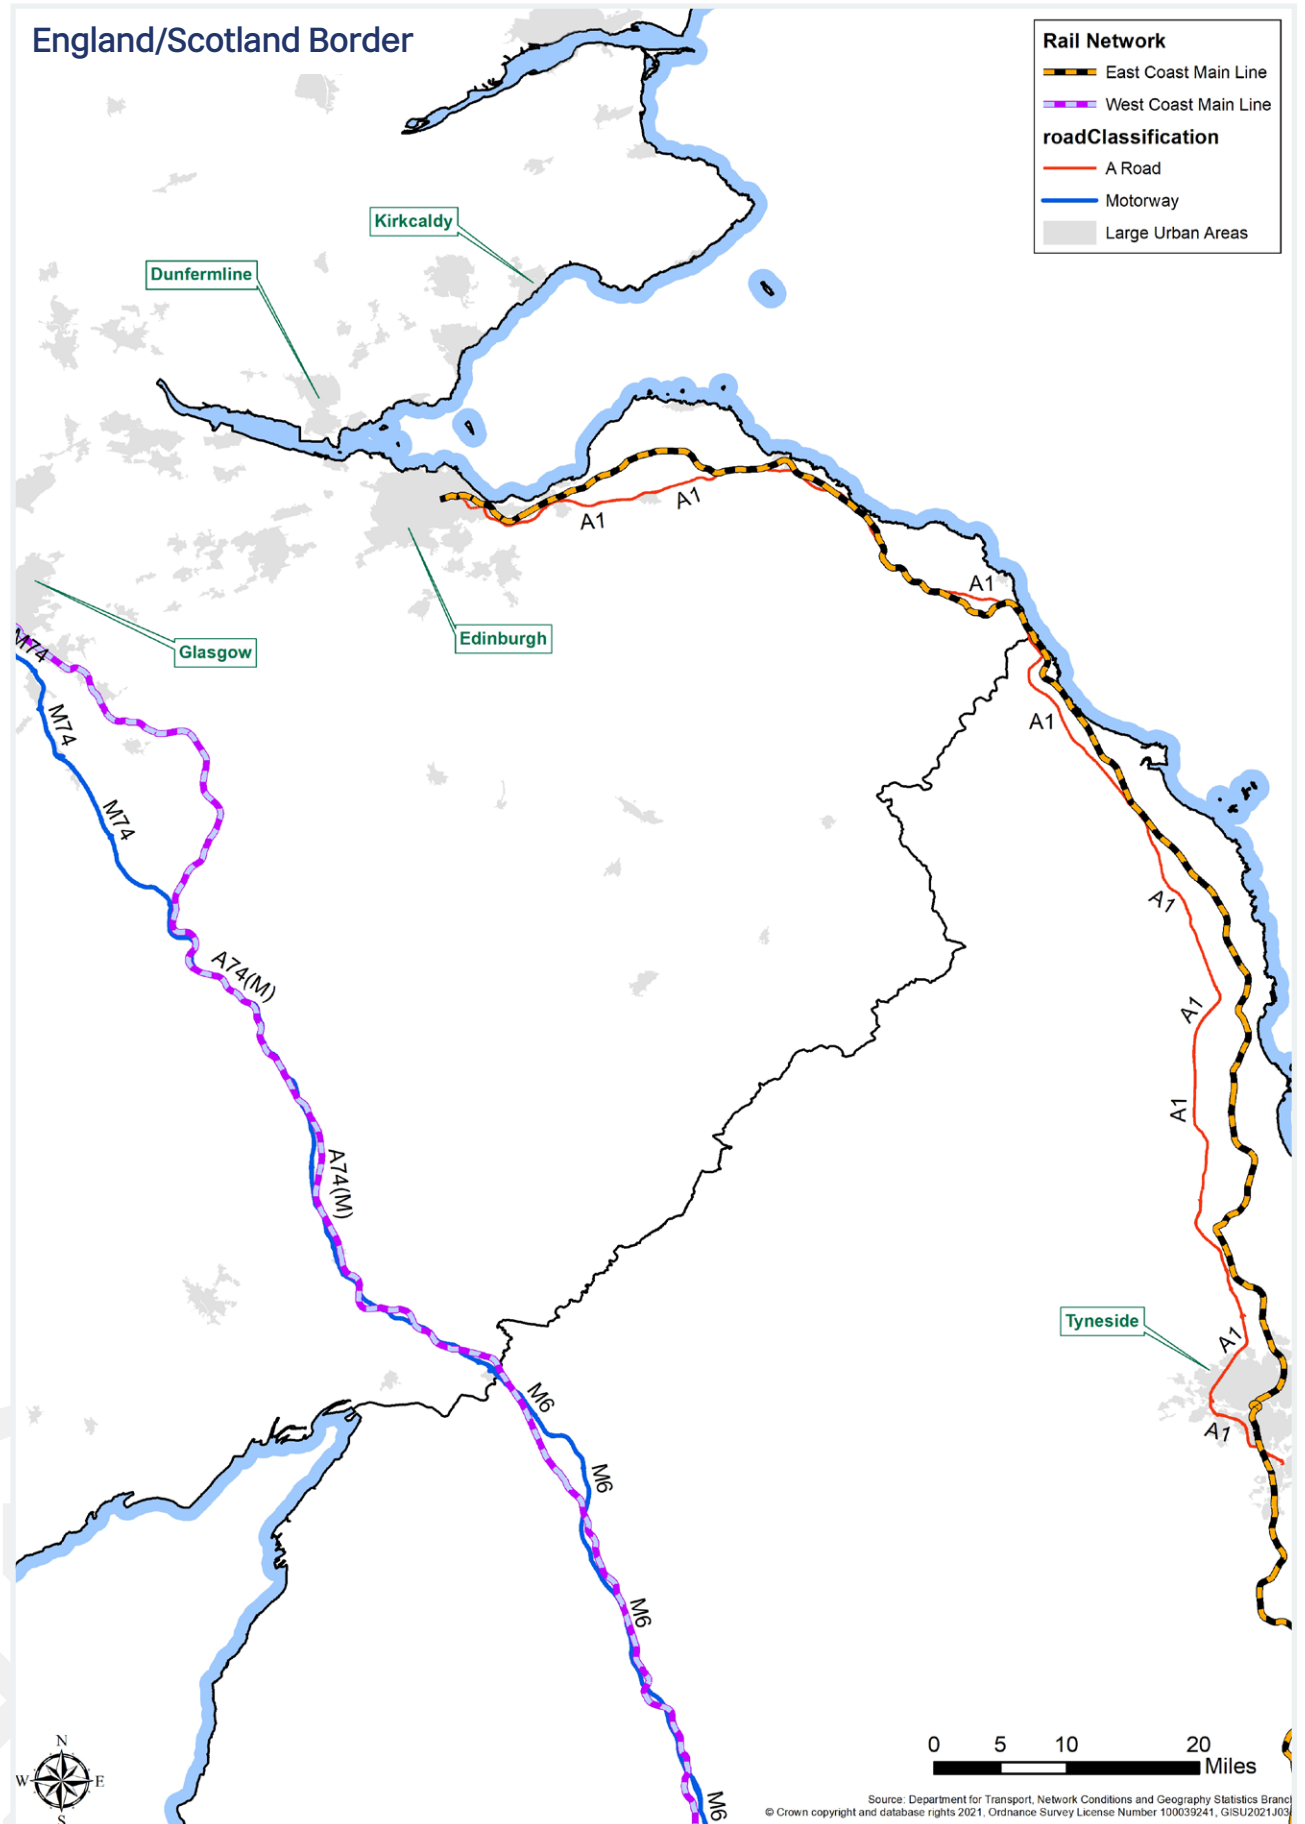 England/Scotland Border
Rail Network
East Coast Main Line
West Coast Main Line
roadClassification
A Road
Motorway
Large Urban Areas
Kirkcaldy
Dunfermline
A1
A1
A1
Edinburgh
Glasgow
M74
M74
A1
M74
A1
A74(M)
A1
A1
A74(M)
Tyneside
A1
M6
A1
M6
M6
N
W E
S
0 5 10 20
Miles
M6
Source: Department for Transport, Network Conditions and Geography Statistics Branc
© Crown copyright and database rights 2021, Ordnance Survey License Number 100039241, GISU2021J03